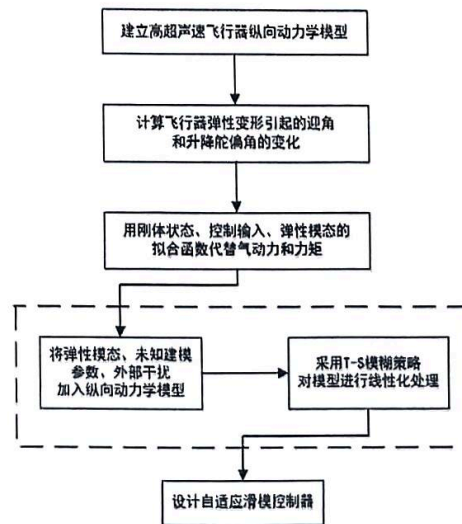 建立高超声速飞行器纵向动力学模型
计算飞行器弹性变形引起的迎角
和升降舵偏角的变化
用刚体状态、控制输入、弹性模态的
拟合函数代替气动力和力矩
将弹性模态、未知建模
参数、外部干扰
加入纵向动力学模型
采用T-S模糊策略
对模型进行线性化处理
设计自适应滑模控制器